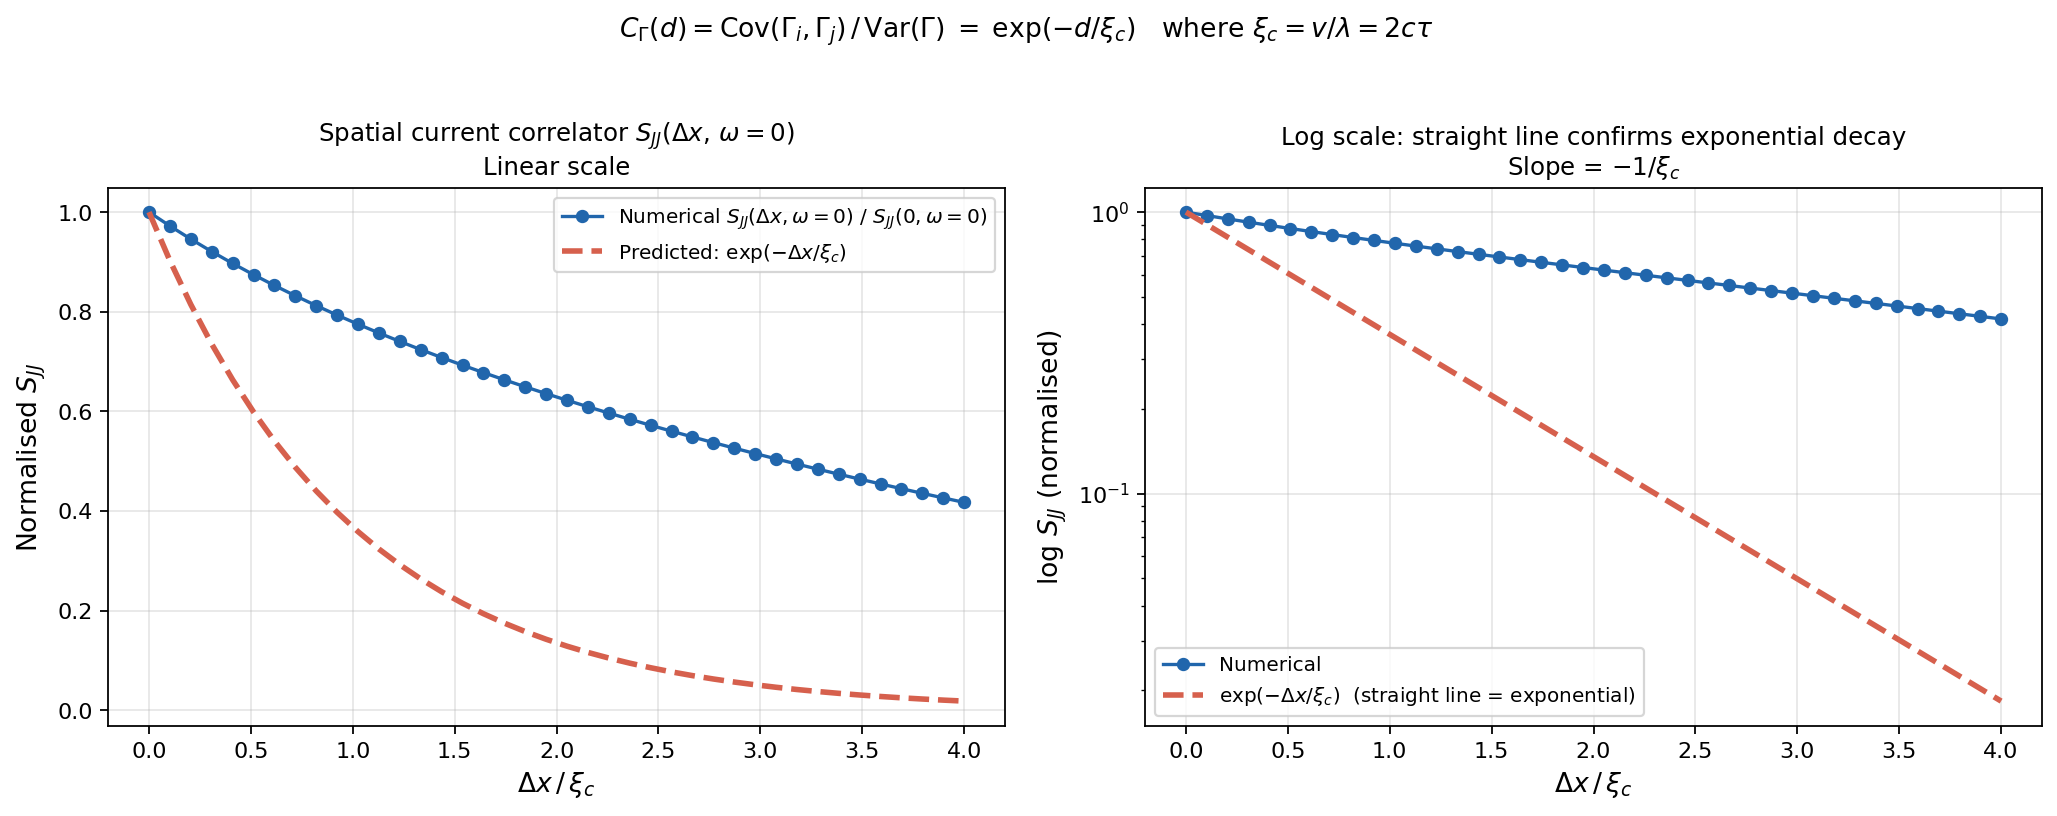 C_Γ(d) = Cov(Γ_i, Γ_j) / Var(Γ) = exp(−d/ξ_c) where ξ_c = v/λ = 2cτ
Spatial current correlator S_JJ(Δx, ω = 0)
Linear scale
Normalised S_JJ
1.0
0.8
0.6
0.4
0.2
0.0
Numerical S_JJ(Δx, ω = 0) / S_JJ(0, ω = 0)
Predicted: exp(−Δx/ξ_c)
0.0 0.5 1.0 1.5 2.0 2.5 3.0 3.5 4.0
Δx / ξ_c
Log scale: straight line confirms exponential decay
Slope = −1/ξ_c
log S_JJ (normalised)
10^0
10^−1
Numerical
exp(−Δx/ξ_c) (straight line = exponential)
0.0 0.5 1.0 1.5 2.0 2.5 3.0 3.5 4.0
Δx / ξ_c